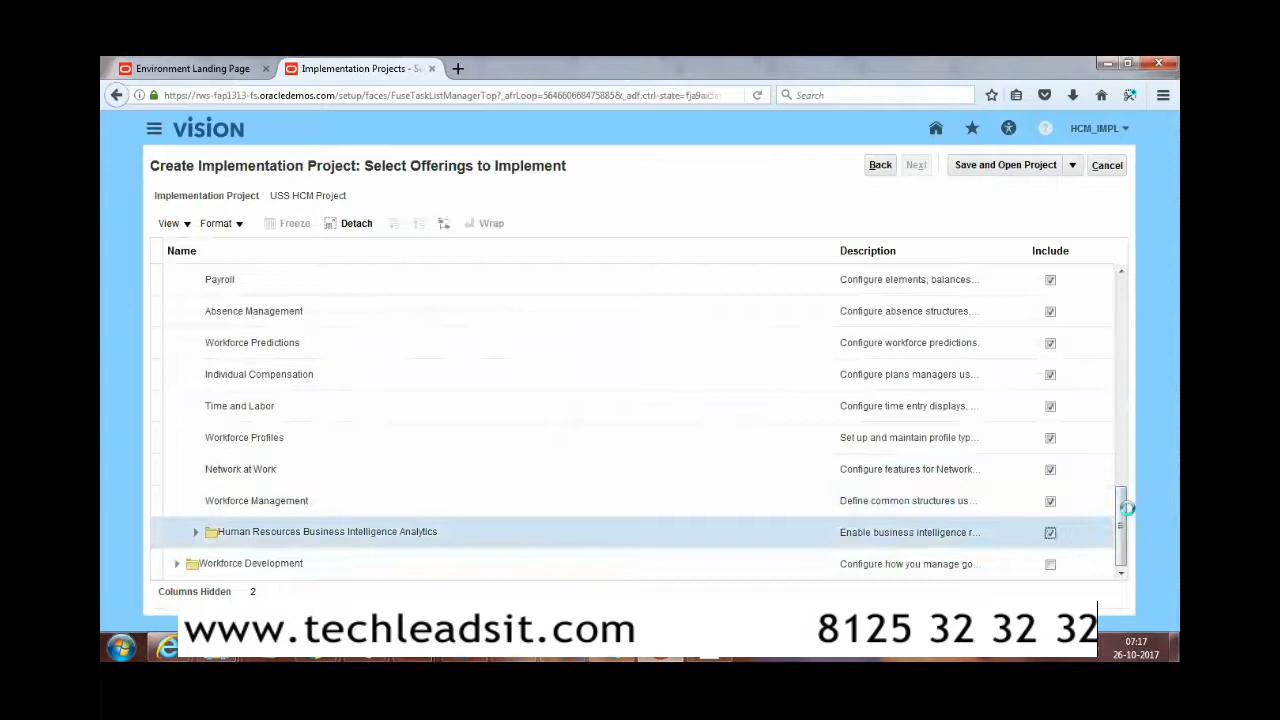 Environment Landing Page × Implementation Projects - S × +
https://rws-fap1313-fs.oracledemos.com/setup/faces/FuseTaskListManagerTop?_afrLoop=5646606684758858&_adf.ctrl-state=fja9 Search
VISION HCM_IMPL
Create Implementation Project: Select Offerings to Implement Back Next Save and Open Project Cancel
Implementation Project USS HCM Project
View Format Freeze Detach Wrap
Name Description Include
Payroll Configure elements, balances...
Absence Management Configure absence structures,...
Workforce Predictions Configure workforce predictions.
Individual Compensation Configure plans managers us...
Time and Labor Configure time entry displays, ...
Workforce Profiles Set up and maintain profile typ...
Network at Work Configure features for Network...
Workforce Management Define common structures us...
Human Resources Business Intelligence Analytics Enable business intelligence r...
Workforce Development Configure how you manage go...
Columns Hidden 2
www.techleadsit.com 8125 32 32 32
07:17
26-10-2017